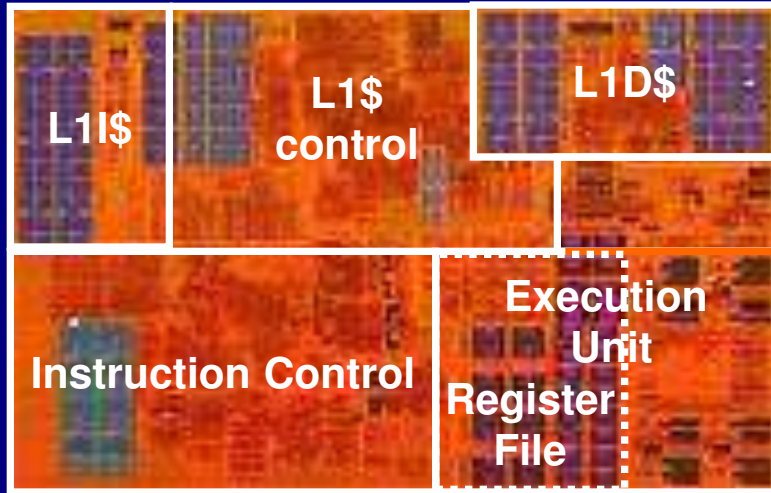 L1I$
L1$
control
L1D$
Instruction Control
Execution
Unit
Register
File